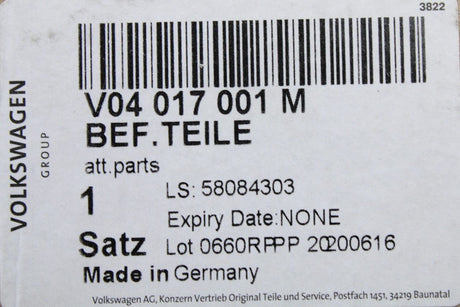 3822
VOLKSWAGEN
GROUP
V04 017 001 M
BEF.TEILE
att.parts
1
LS: 58084303
Expiry Date:NONE
Satz
Lot 0660RPPP 20200616
Made in Germany
Volkswagen AG, Konzern Vertrieb Original Teile und Service, Postfach 1451, 34219 Baunatal